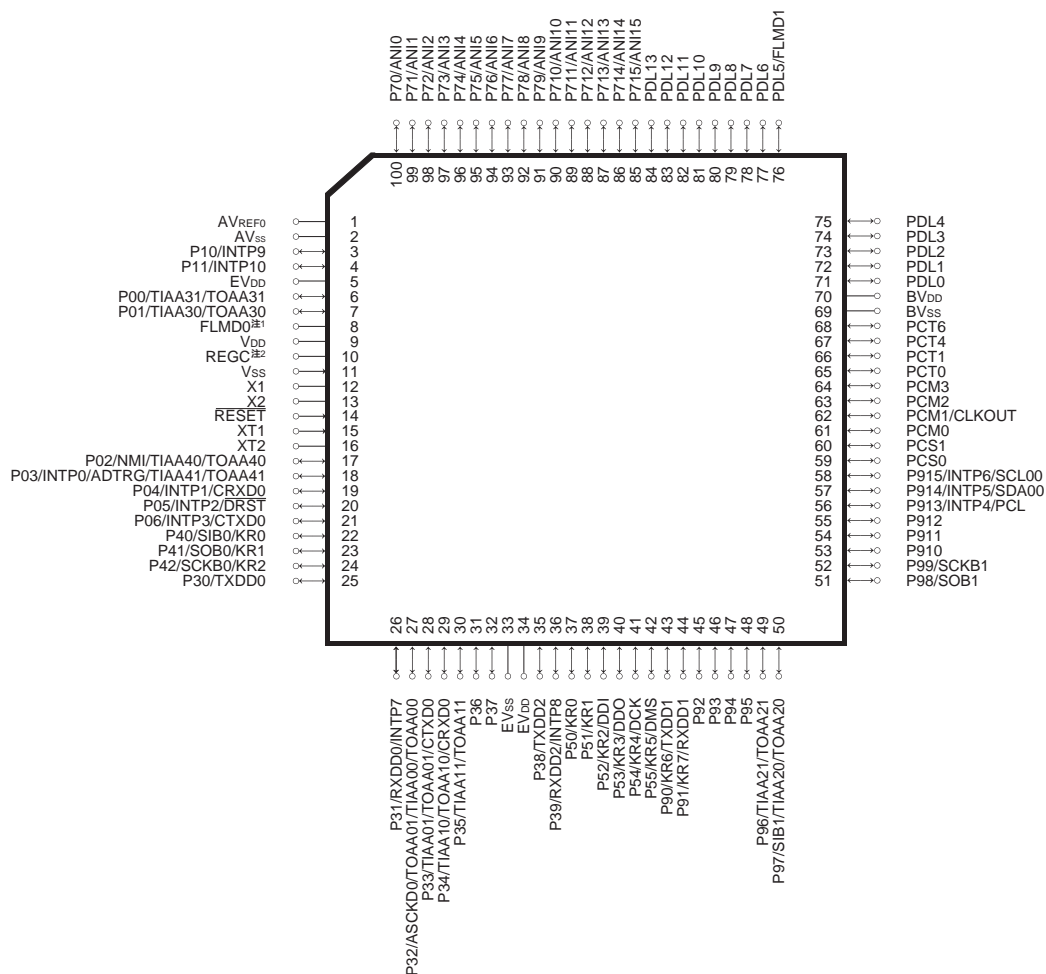 P70/ANI0
P71/ANI1
P72/ANI2
P73/ANI3
P74/ANI4
P75/ANI5
P76/ANI6
P77/ANI7
P78/ANI8
P79/ANI9
P710/ANI10
P711/ANI11
P712/ANI12
P713/ANI13
P714/ANI14
P715/ANI15
PDL13
PDL12
PDL11
PDL10
PDL9
PDL8
PDL7
PDL6
PDL5/FLMD1
100 99 98 97 96 95 94 93 92 91 90 89 88 87 86 85 84 83 82 81 80 79 78 77 76
AVREF0 1
AVSS 2
P10/INTP9 3
P11/INTP10 4
EVDD 5
P00/TIAA31/TOAA31 6
P01/TIAA30/TOAA30 7
FLMD0注1 8
VDD 9
REGC注2 10
VSS 11
X1 12
X2 13
RESET 14
XT1 15
XT2 16
P02/NMI/TIAA40/TOAA40 17
P03/INTP0/ADTRG/TIAA41/TOAA41 18
P04/INTP1/CRXD0 19
P05/INTP2/DRST 20
P06/INTP3/CTXD0 21
P40/SIB0/KR0 22
P41/SOB0/KR1 23
P42/SCKB0/KR2 24
P30/TXDD0 25
75 PDL4
74 PDL3
73 PDL2
72 PDL1
71 PDL0
70 BVDD
69 BVSS
68 PCT6
67 PCT4
66 PCT1
65 PCT0
64 PCM3
63 PCM2
62 PCM1/CLKOUT
61 PCM0
60 PCS1
59 PCS0
58 P915/INTP6/SCL00
57 P914/INTP5/SDA00
56 P913/INTP4/PCL
55 P912
54 P911
53 P910
52 P99/SCKB1
51 P98/SOB1
26 27 28 29 30 31 32 33 34 35 36 37 38 39 40 41 42 43 44 45 46 47 48 49 50
P31/RXDD0/INTP7
P32/ASCKD0/TOAA01/TIAA00/TOAA00
P33/TIAA01/TOAA01/CTXD0
P34/TIAA10/TOAA10/CRXD0
P35/TIAA11/TOAA11
P36
P37
EVSS
EVDD
P38/TXDD2
P39/RXDD2/INTP8
P50/KR0
P51/KR1
P52/KR2/DDI
P53/KR3/DDO
P54/KR4/DCK
P55/KR5/DMS
P90/KR6/TXDD1
P91/KR7/RXDD1
P92
P93
P94
P95
P96/TIAA21/TOAA21
P97/SIB1/TIAA20/TOAA20